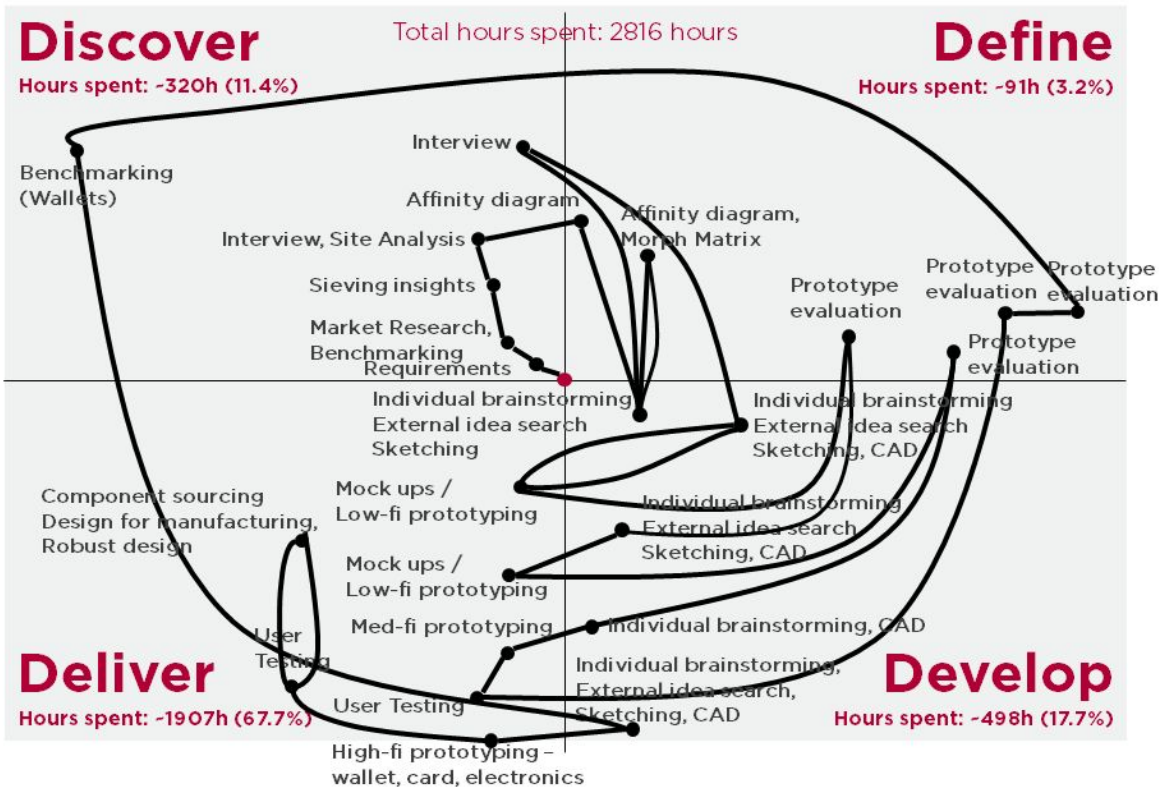 Discover
Hours spent: ~320h (11.4%)
Total hours spent: 2816 hours
Define
Hours spent: ~91h (3.2%)
Benchmarking
(Wallets)
Interview
Affinity diagram
Affinity diagram,
Morph Matrix
Interview, Site Analysis
Sieving insights
Market Research,
Benchmarking
Requirements
Prototype
evaluation
Prototype
evaluation
Prototype
evaluation
Prototype
evaluation
Individual brainstorming
External idea search
Sketching
Individual brainstorming
External idea search
Sketching, CAD
Mock ups /
Low-fi prototyping
Individual brainstorming
External idea search
Sketching, CAD
Component sourcing
Design for manufacturing,
Robust design
Mock ups /
Low-fi prototyping
Med-fi prototyping
Individual brainstorming, CAD
User
Testing
User Testing
Individual brainstorming,
External idea search,
Sketching, CAD
High-fi prototyping –
wallet, card, electronics
Deliver
Hours spent: ~1907h (67.7%)
Develop
Hours spent: ~498h (17.7%)